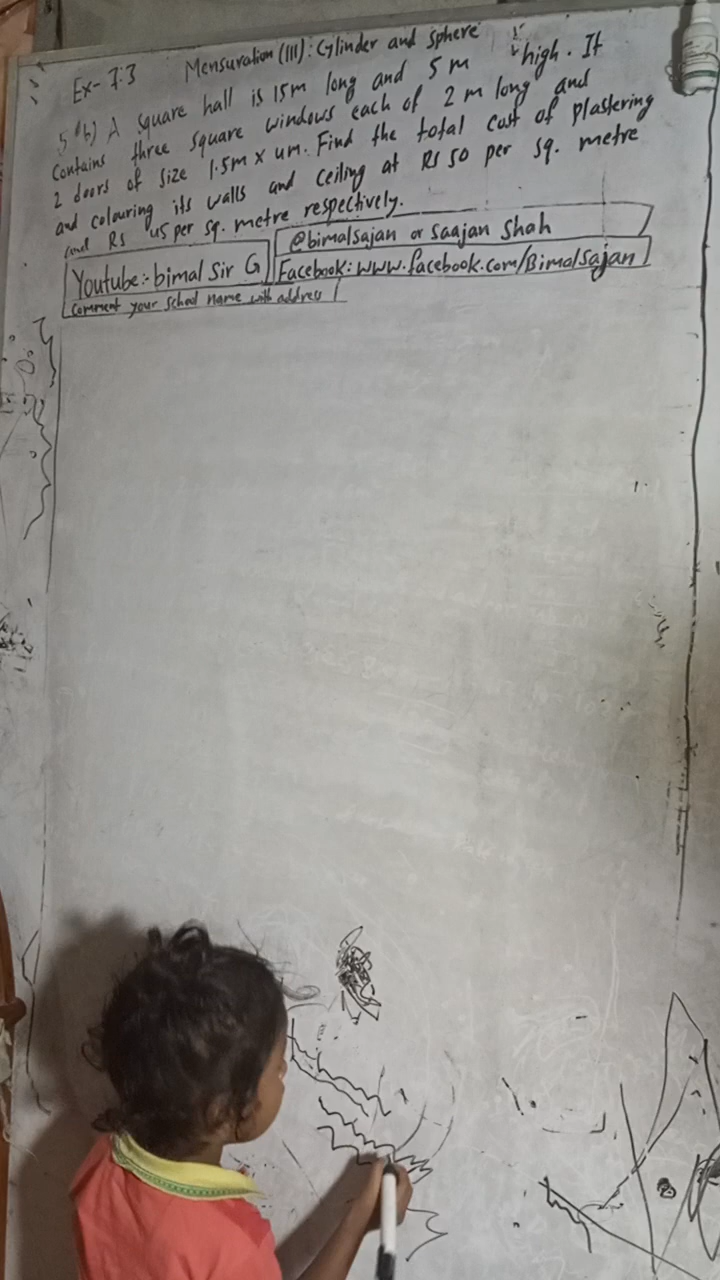 Ex- 7.3 Mensuration (III): Cylinder and sphere
5 b) A square hall is 15m long and 5m high. It
Contains three square windows each of 2 m long and
2 doors of size 1.5m x 4m. Find the total cost of plastering
and colouring its walls and ceiling at Rs 50 per sq. metre
and Rs 45 per sq. metre respectively.
Youtube:- bimal Sir G
@bimalsajan or Saajan Shah
Facebook: www.facebook.com/Bimalsajan
Comment your School name with address